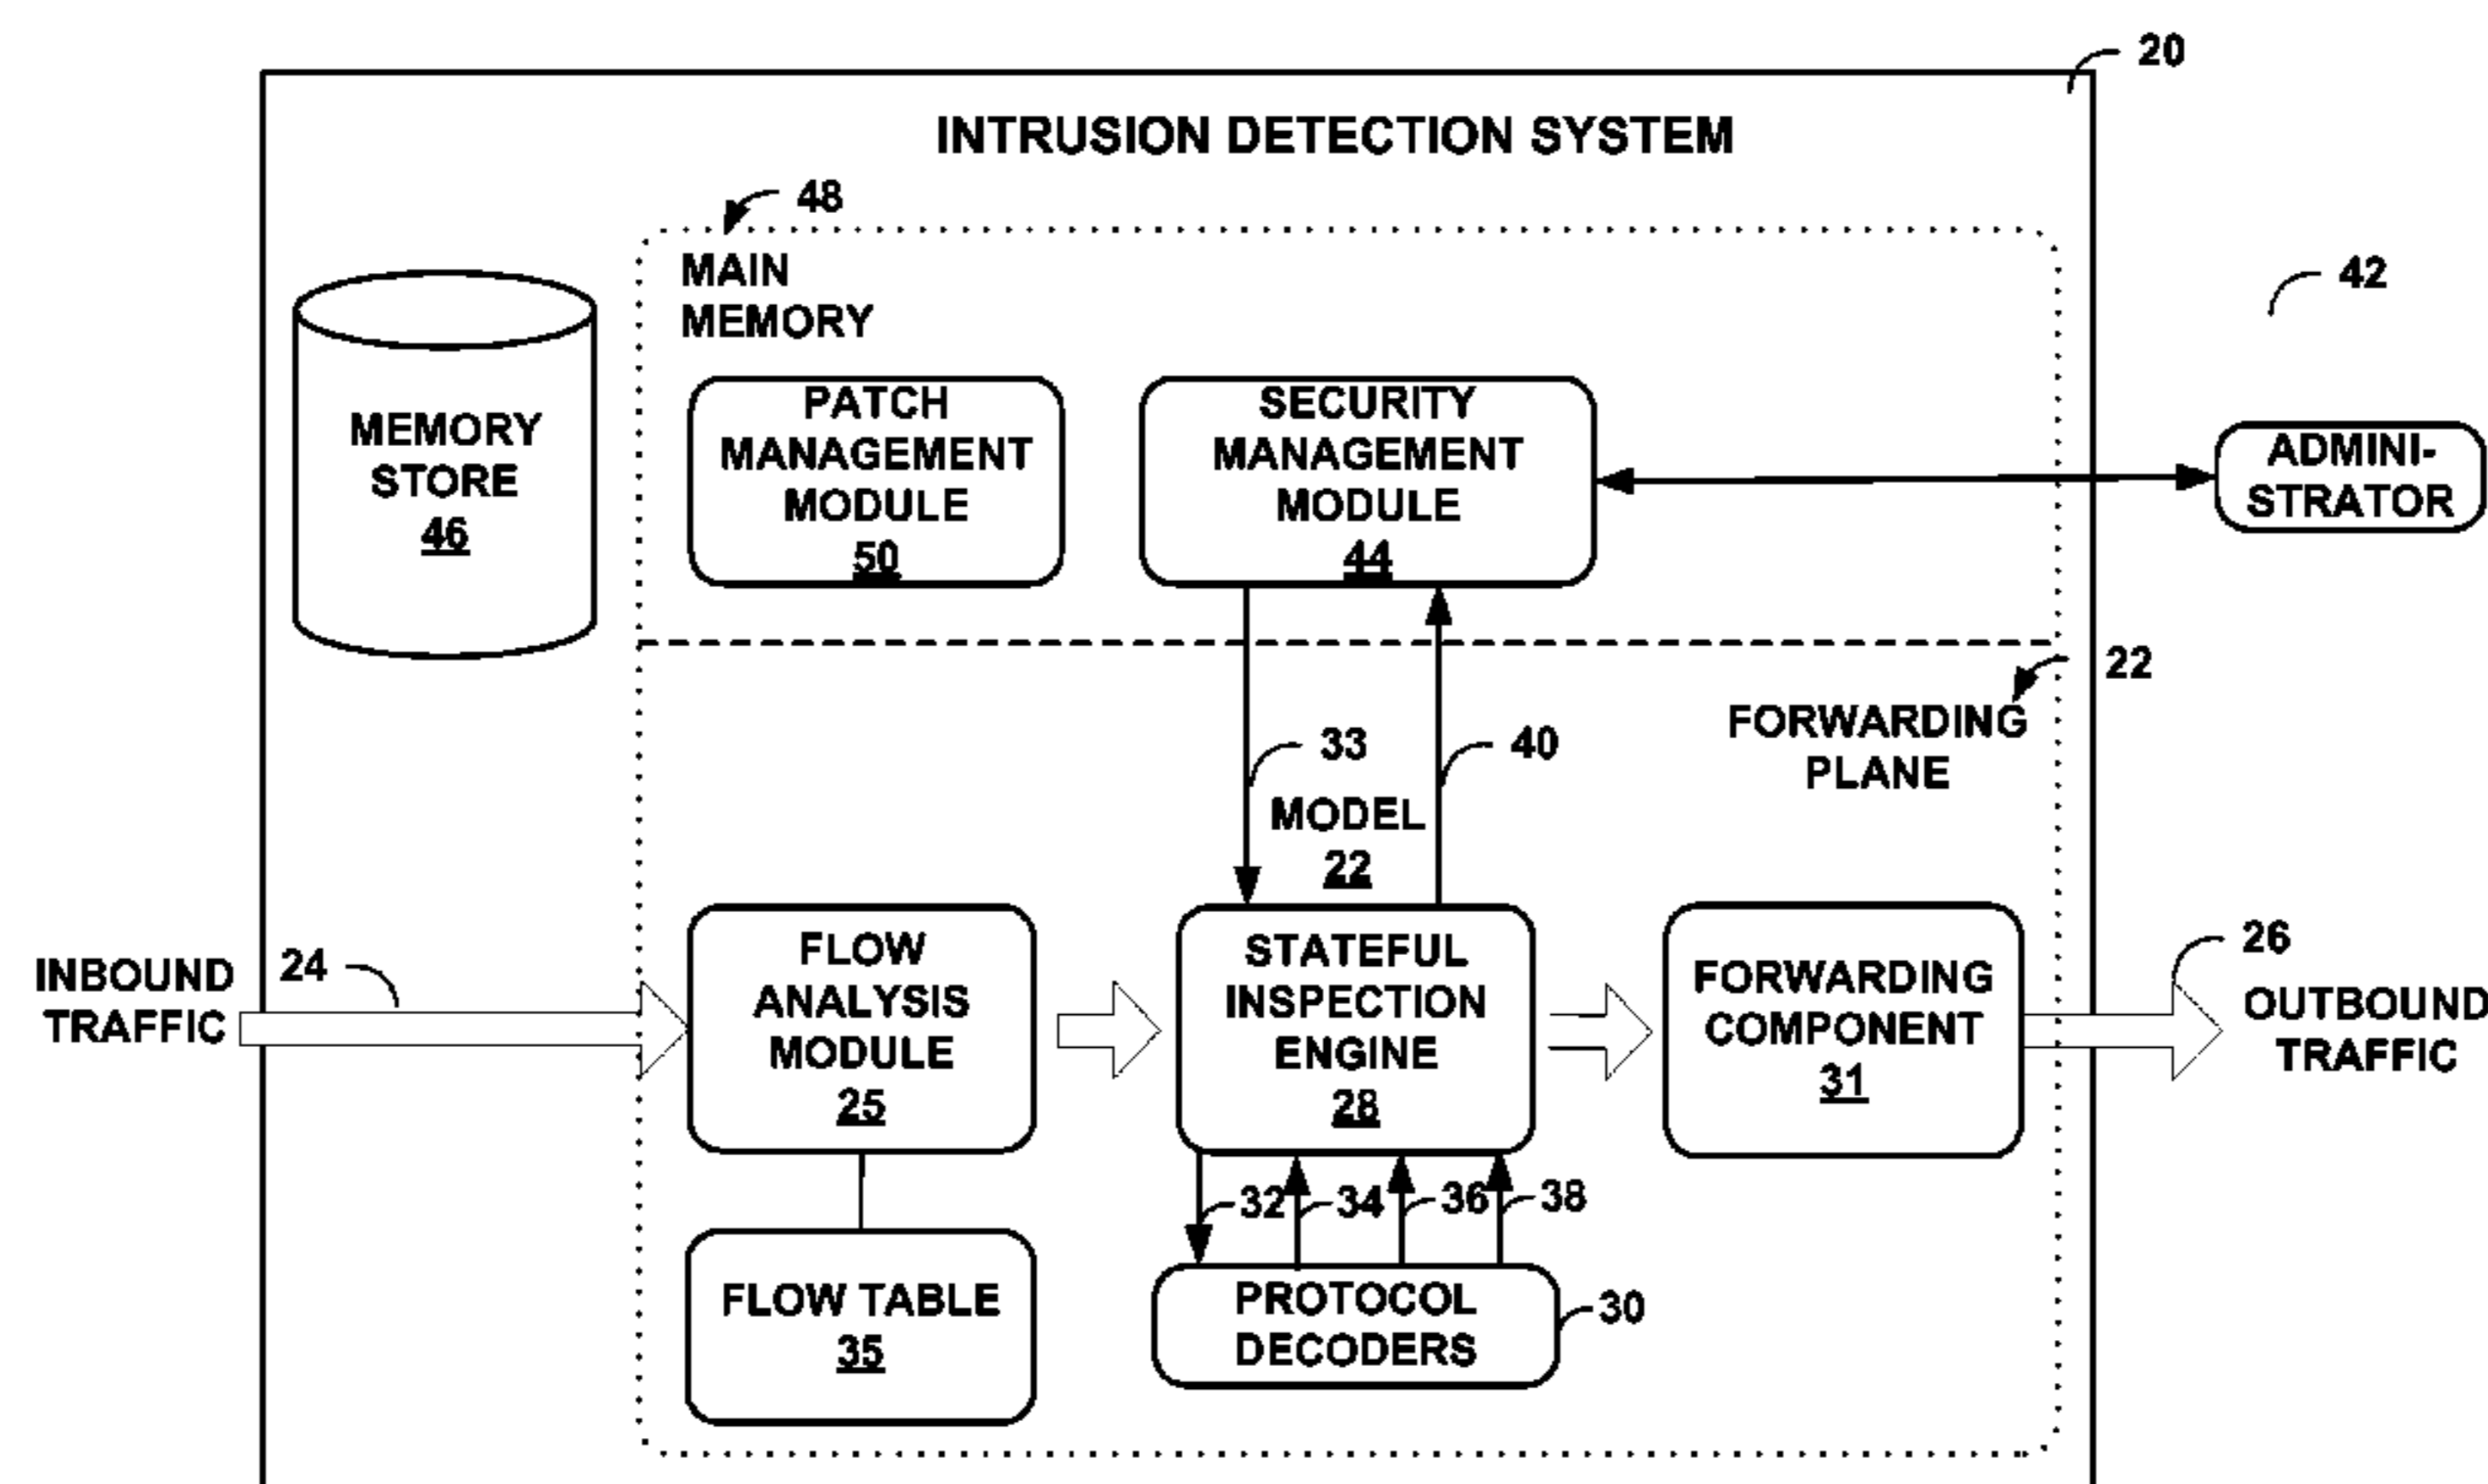 20
INTRUSION DETECTION SYSTEM
48
MAIN
MEMORY
42
MEMORY
STORE
46
PATCH
MANAGEMENT
MODULE
50
SECURITY
MANAGEMENT
MODULE
44
ADMINI-
STRATOR
22
FORWARDING
PLANE
33
40
MODEL
22
INBOUND
TRAFFIC
24
FLOW
ANALYSIS
MODULE
25
STATEFUL
INSPECTION
ENGINE
28
FORWARDING
COMPONENT
31
26
OUTBOUND
TRAFFIC
32
34
36
38
FLOW TABLE
35
PROTOCOL
DECODERS
30